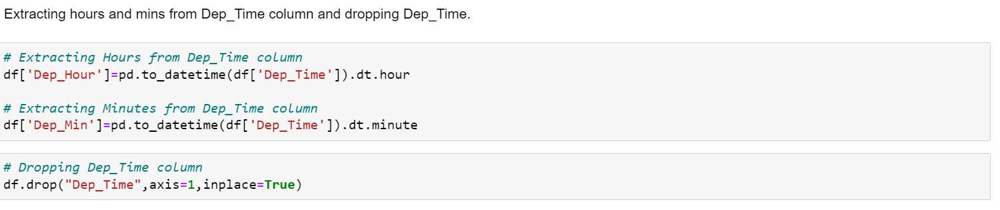 Extracting hours and mins from Dep_Time column and dropping Dep_Time.
# Extracting Hours from Dep_Time column
df['Dep_Hour']=pd.to_datetime(df['Dep_Time']).dt.hour
# Extracting Minutes from Dep_Time column
df['Dep_Min']=pd.to_datetime(df['Dep_Time']).dt.minute
# Dropping Dep_Time column
df.drop("Dep_Time",axis=1,inplace=True)